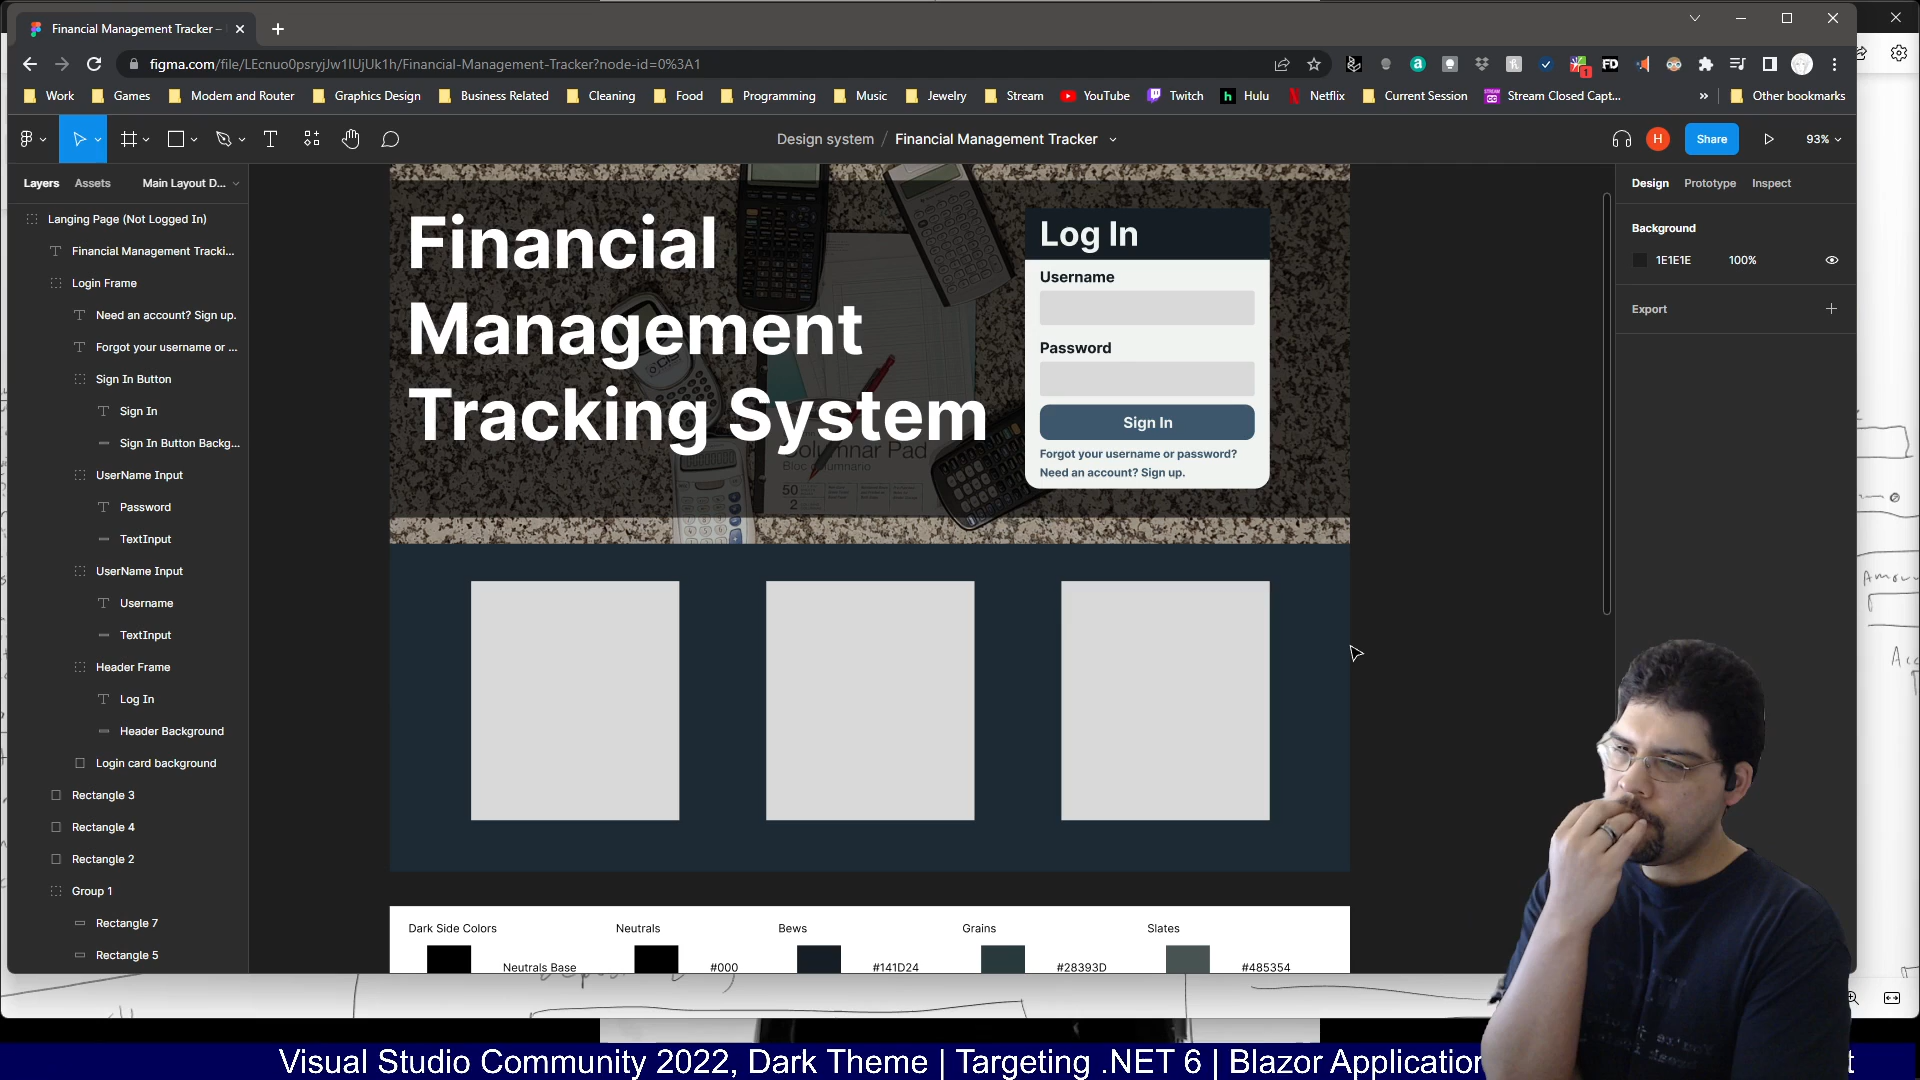 Financial Management Tracker –
figma.com/file/LEcnuo0psryjJw1IUjUk1h/Financial-Management-Tracker?node-id=0%3A1
1
FD
Work
Games
Modem and Router
Graphics Design
Business Related
Cleaning
Food
Programming
Music
Jewelry
Stream
YouTube
Twitch
Hulu
Netflix
Current Session
Stream Closed Capt...
»
Other bookmarks
Design system / Financial Management Tracker
H
Share
93%
Layers
Assets
Main Layout D...
Design
Prototype
Inspect
Langing Page (Not Logged In)
Financial Management Tracki...
Login Frame
Need an account? Sign up.
Forgot your username or ...
Sign In Button
Sign In
Sign In Button Backg...
UserName Input
Password
TextInput
UserName Input
Username
TextInput
Header Frame
Log In
Header Background
Login card background
Rectangle 3
Rectangle 4
Rectangle 2
Group 1
Rectangle 7
Rectangle 5
Background
1E1E1E
100%
Export
Financial
Management
Tracking System
Columnar Pad
50
2
Log In
Username
Password
Sign In
Forgot your username or password?
Need an account? Sign up.
Dark Side Colors
Neutrals
Bews
Grains
Slates
Neutrals Base
#000
#141D24
#28393D
#485354
Visual Studio Community 2022, Dark Theme | Targeting .NET 6 | Blazor Application